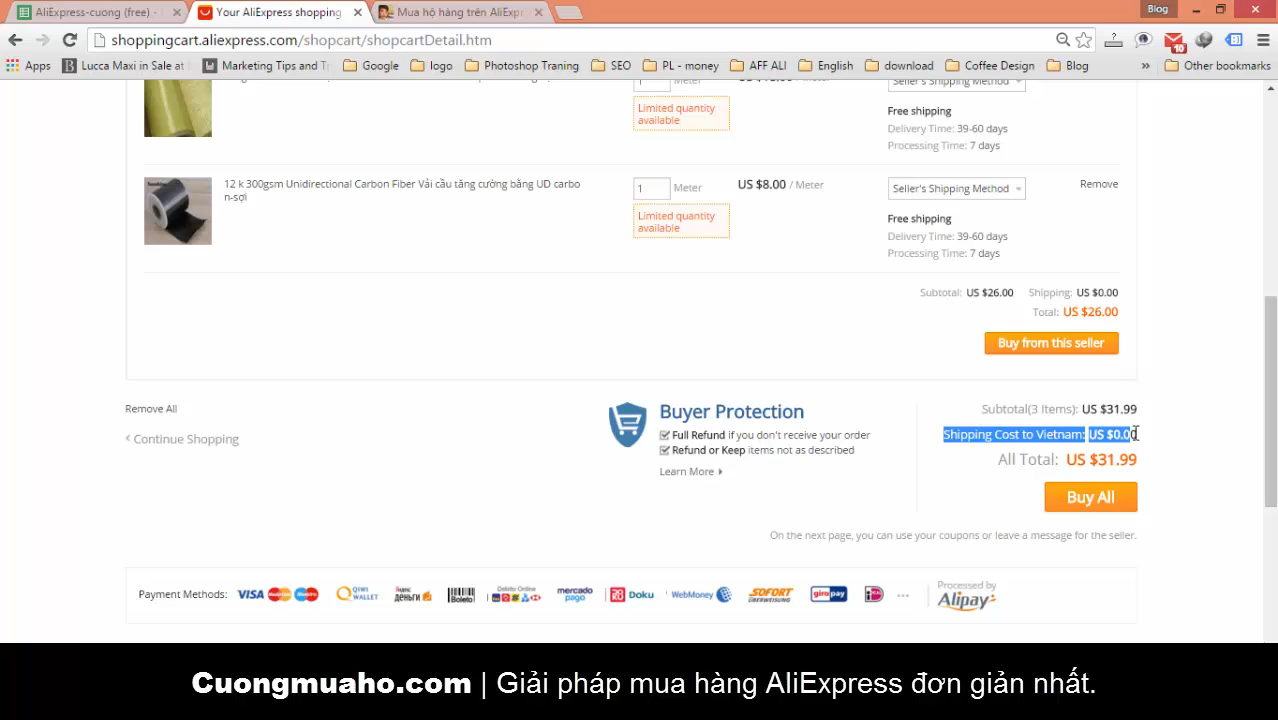 AliExpress-cuong (free) -
Your AliExpress shopping
Mua hộ hàng trên AliExpr
Blog
shoppingcart.aliexpress.com/shopcart/shopcartDetail.htm
10
Apps
Lucca Maxi in Sale at
Marketing Tips and Tr
Google
logo
Photoshop Traning
SEO
PL - money
AFF ALI
English
download
Coffee Design
Blog
»
Other bookmarks
Meter
Seller's Shipping Method
Limited quantity
available
Free shipping
Delivery Time: 39-60 days
Processing Time: 7 days
12 k 300gsm Unidirectional Carbon Fiber Vải cầu tăng cường bằng UD carbo
n-sợi
1
Meter
US $8.00 / Meter
Seller's Shipping Method
Remove
Limited quantity
available
Free shipping
Delivery Time: 39-60 days
Processing Time: 7 days
Subtotal: US $26.00 Shipping: US $0.00
Total: US $26.00
Buy from this seller
Remove All
‹ Continue Shopping
Buyer Protection
Full Refund if you don't receive your order
Refund or Keep items not as described
Learn More
Subtotal(3 Items): US $31.99
Shipping Cost to Vietnam: US $0.00
All Total: US $31.99
Buy All
On the next page, you can use your coupons or leave a message for the seller.
Payment Methods:
VISA
QIWI
WALLET
деньги
Boleto
Debito Online
mercado
pago
Doku
WebMoney
SOFORT
ÜBERWEISUNG
giropay
...
Processed by
Alipay
Cuongmuaho.com | Giải pháp mua hàng AliExpress đơn giản nhất.